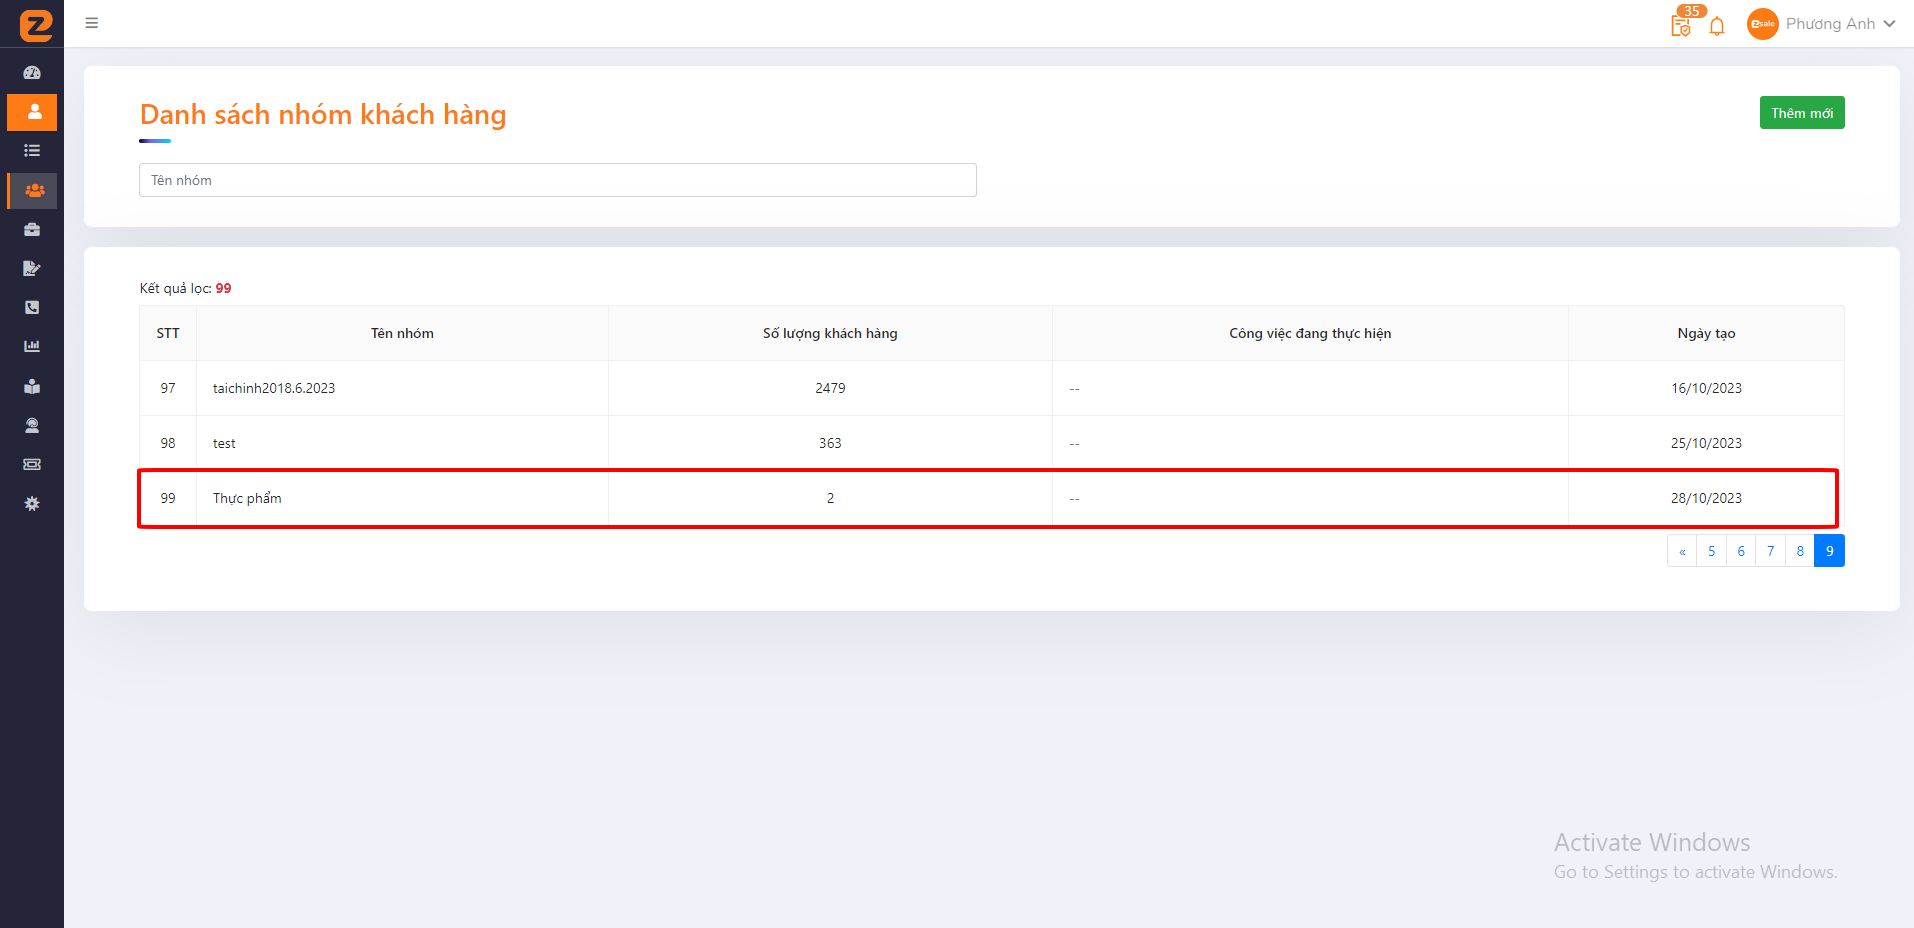 35
Zsale
Phương Anh
Danh sách nhóm khách hàng
Thêm mới
Tên nhóm
Kết quả lọc: 99
STT Tên nhóm Số lượng khách hàng Công việc đang thực hiện Ngày tạo
97 taichinh2018.6.2023 2479 -- 16/10/2023
98 test 363 -- 25/10/2023
99 Thực phẩm 2 -- 28/10/2023
« 5 6 7 8 9
Activate Windows
Go to Settings to activate Windows.